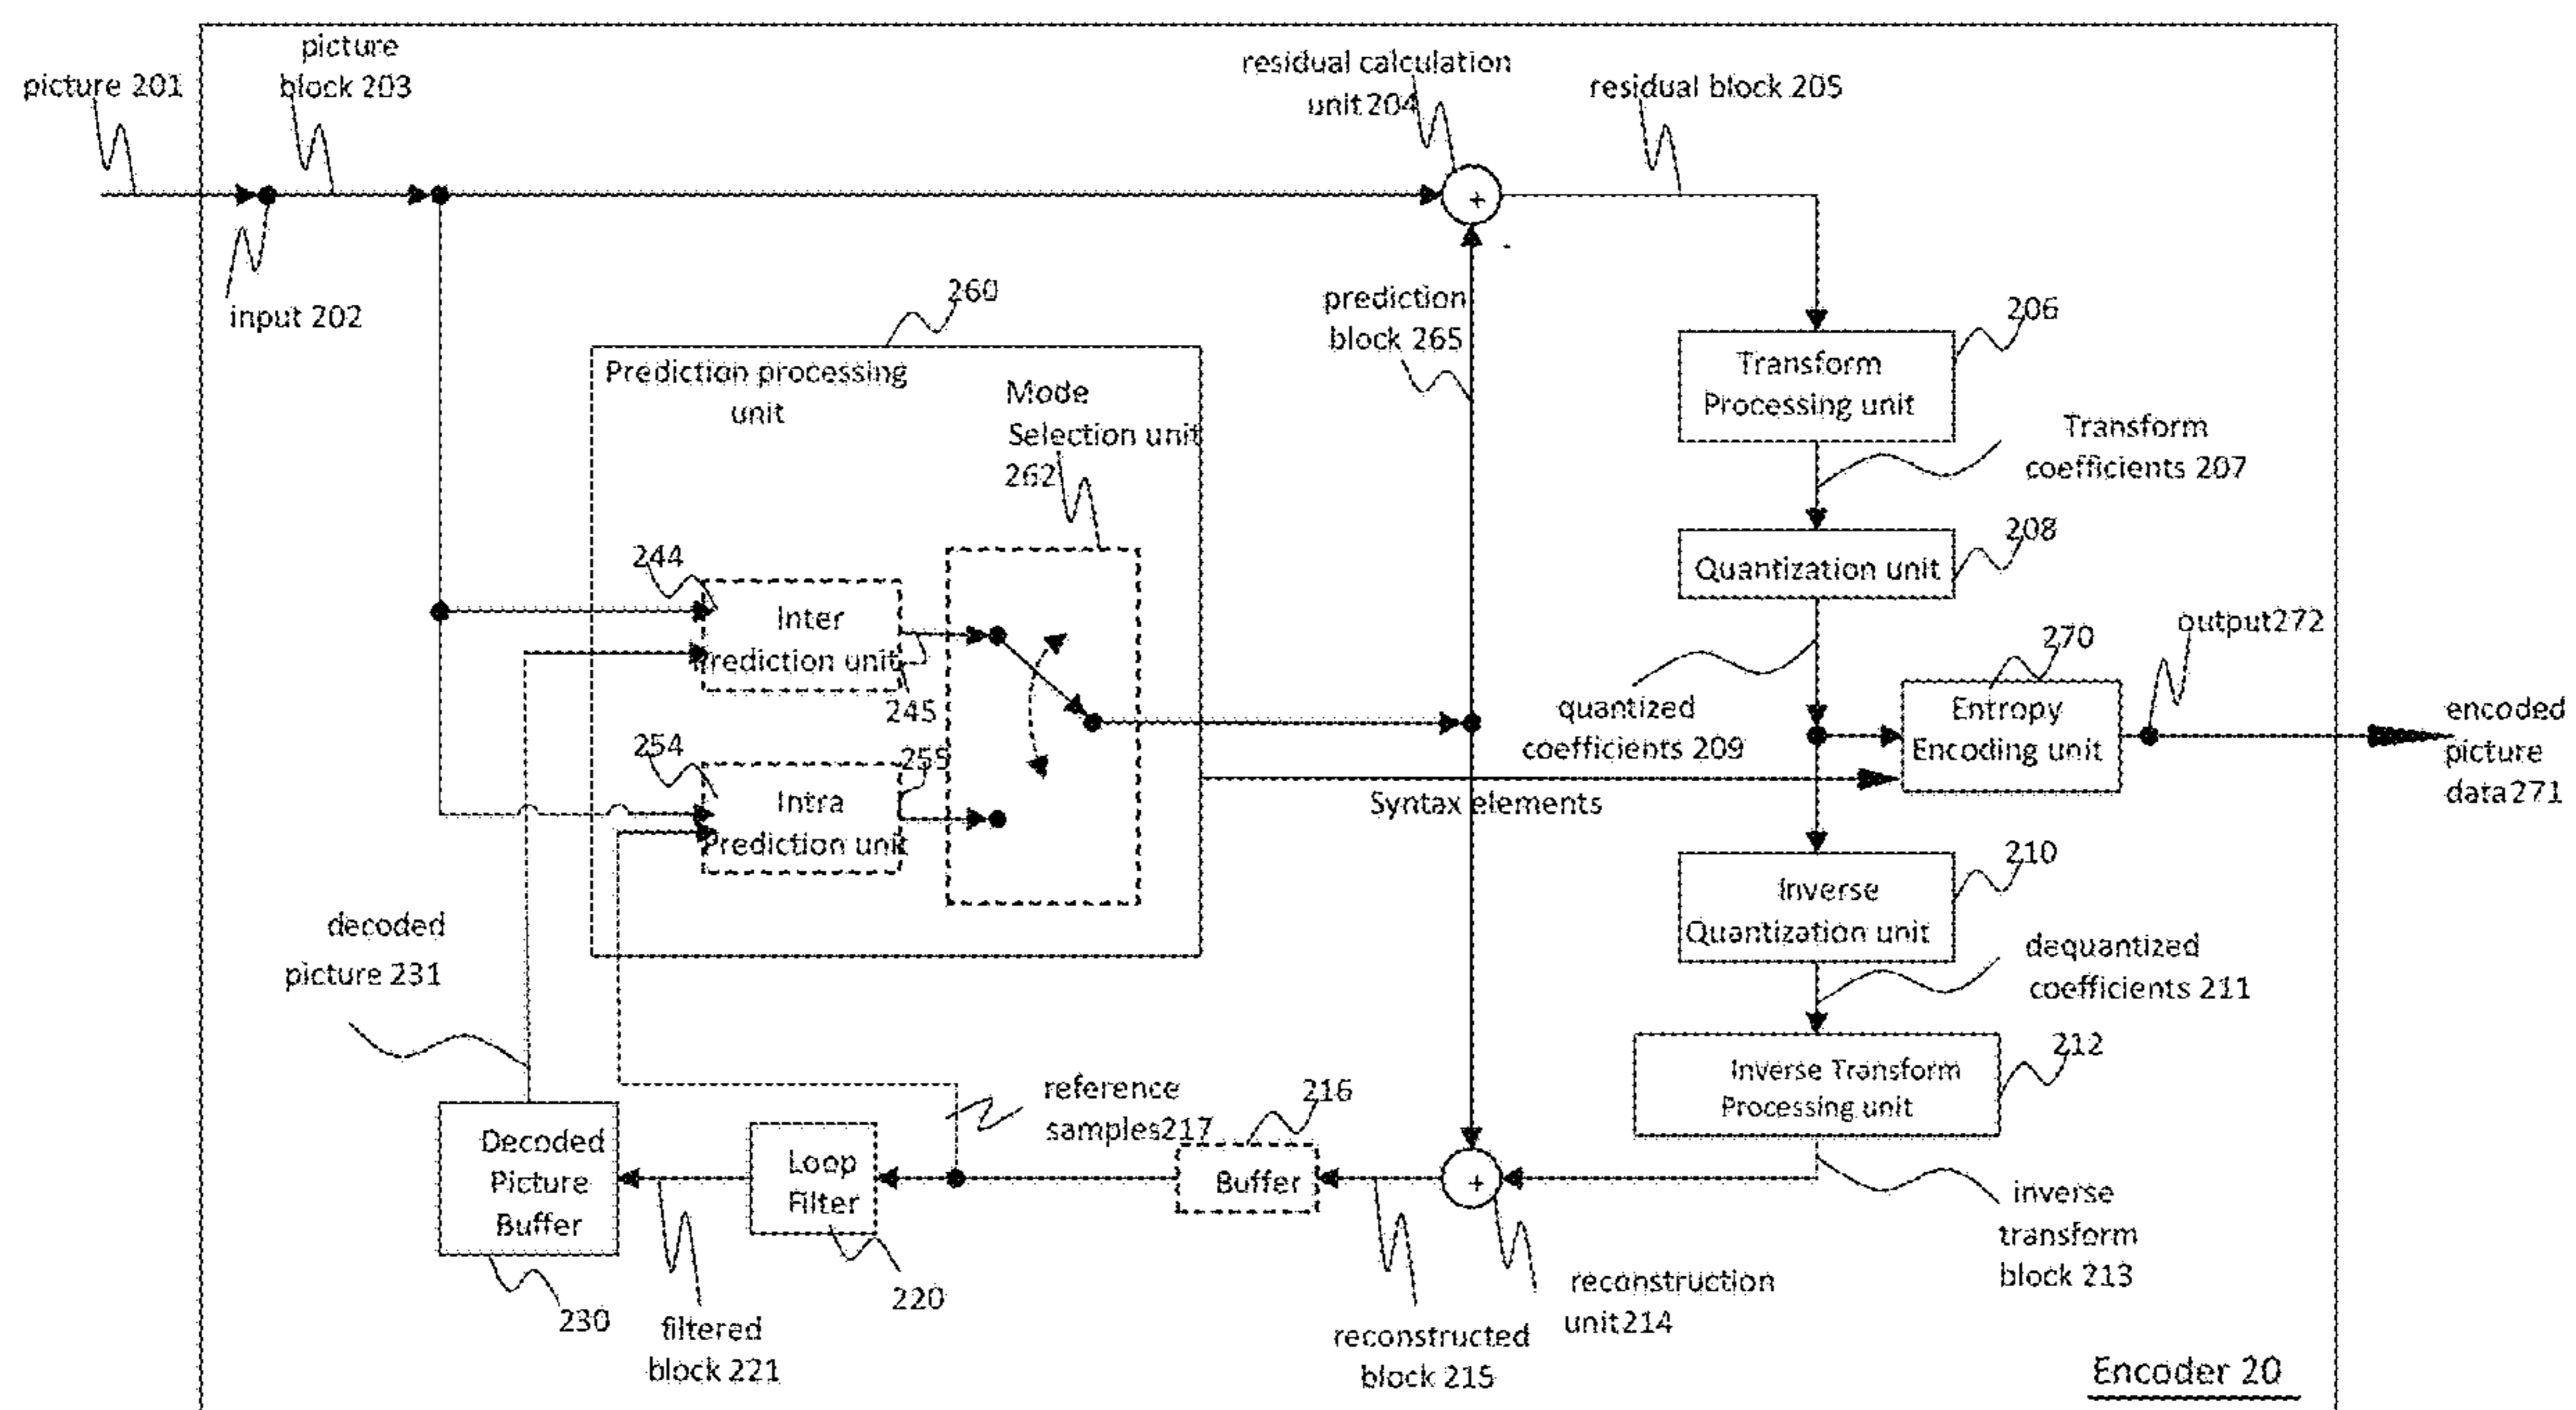 picture 201
picture
block 203
input 202
residual calculation
unit 204
residual block 205
+
prediction
block 265
260
Prediction processing
unit
Mode
Selection unit
262
244
Inter
Prediction unit
245
254
Intra
Prediction unit
255
206
Transform
Processing unit
Transform
coefficients 207
208
Quantization unit
quantized
coefficients 209
270
Entropy
Encoding unit
output272
encoded
picture
data271
Syntax elements
210
Inverse
Quantization unit
dequantized
coefficients 211
212
Inverse Transform
Processing unit
inverse
transform
block 213
+
reconstruction
unit214
reconstructed
block 215
216
Buffer
reference
samples217
Loop
Filter
220
filtered
block 221
Decoded
Picture
Buffer
230
decoded
picture 231
Encoder 20